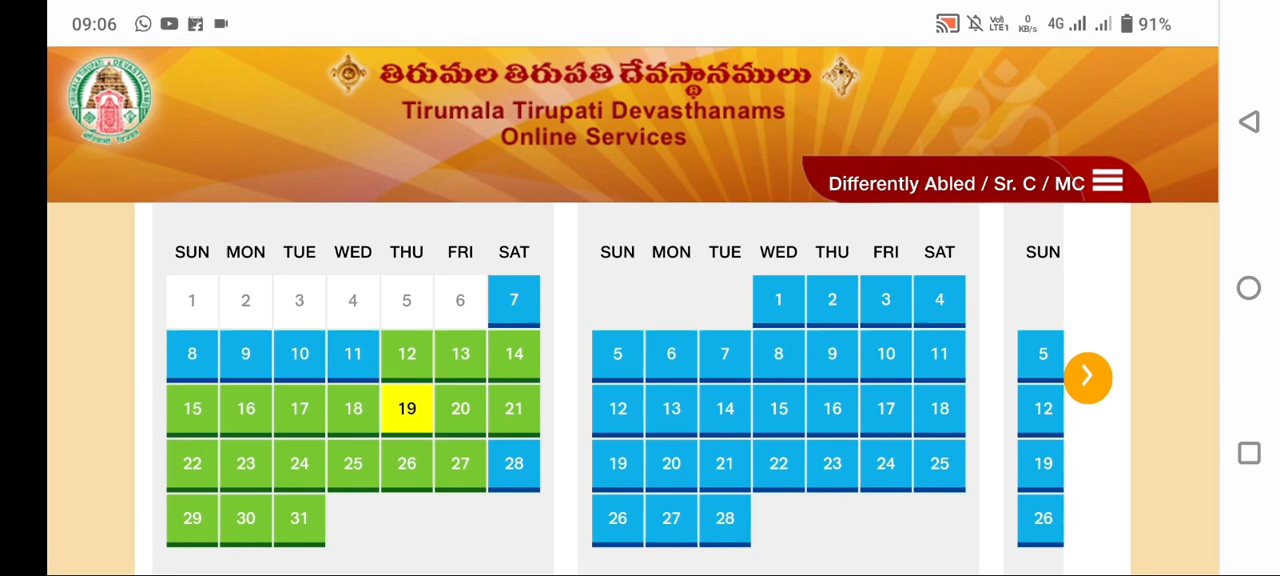 09:06
Vo)
LTE1
0
KB/s
4G
91%
తిరుమల తిరుపతి దేవస్థానములు
Tirumala Tirupati Devasthanams
Online Services
Differently Abled / Sr. C / MC
SUN MON TUE WED THU FRI SAT
1 2 3 4 5 6 7
8 9 10 11 12 13 14
15 16 17 18 19 20 21
22 23 24 25 26 27 28
29 30 31
SUN MON TUE WED THU FRI SAT
1 2 3 4
5 6 7 8 9 10 11
12 13 14 15 16 17 18
19 20 21 22 23 24 25
26 27 28
SUN
5
12
19
26